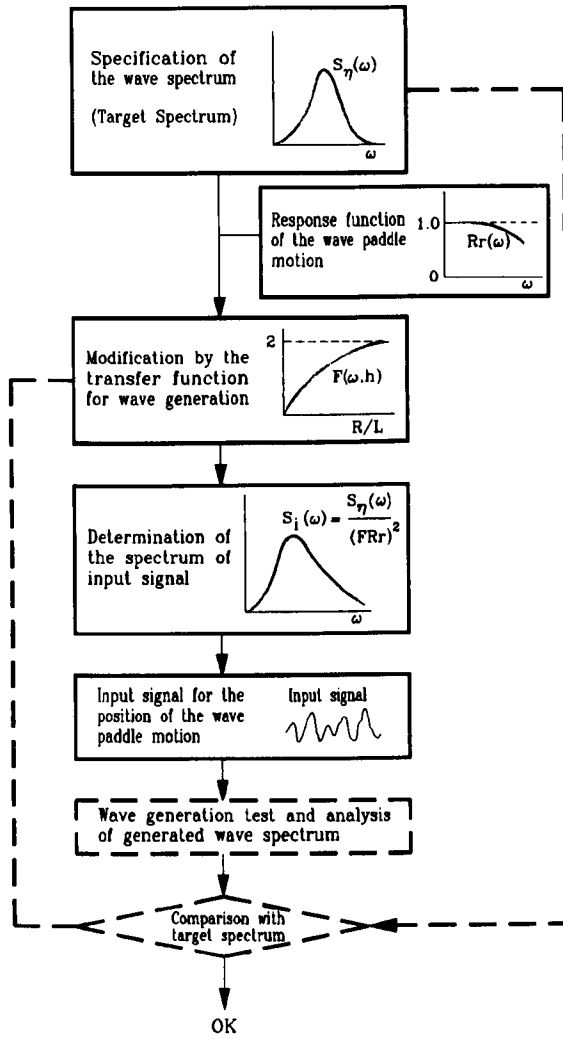 Specification of
the wave spectrum
(Target Spectrum)
Sη(ω)
ω
Response function
of the wave paddle
motion
1.0
Rr(ω)
0
ω
Modification by the
transfer function
for wave generation
2
F(ω.h)
R/L
Determination of
the spectrum of
input signal
Si(ω) = Sη(ω) / (FRr)²
ω
Input signal for the
position of the wave
paddle motion
Input signal
Wave generation test and analysis
of generated wave spectrum
Comparison with
target spectrum
OK